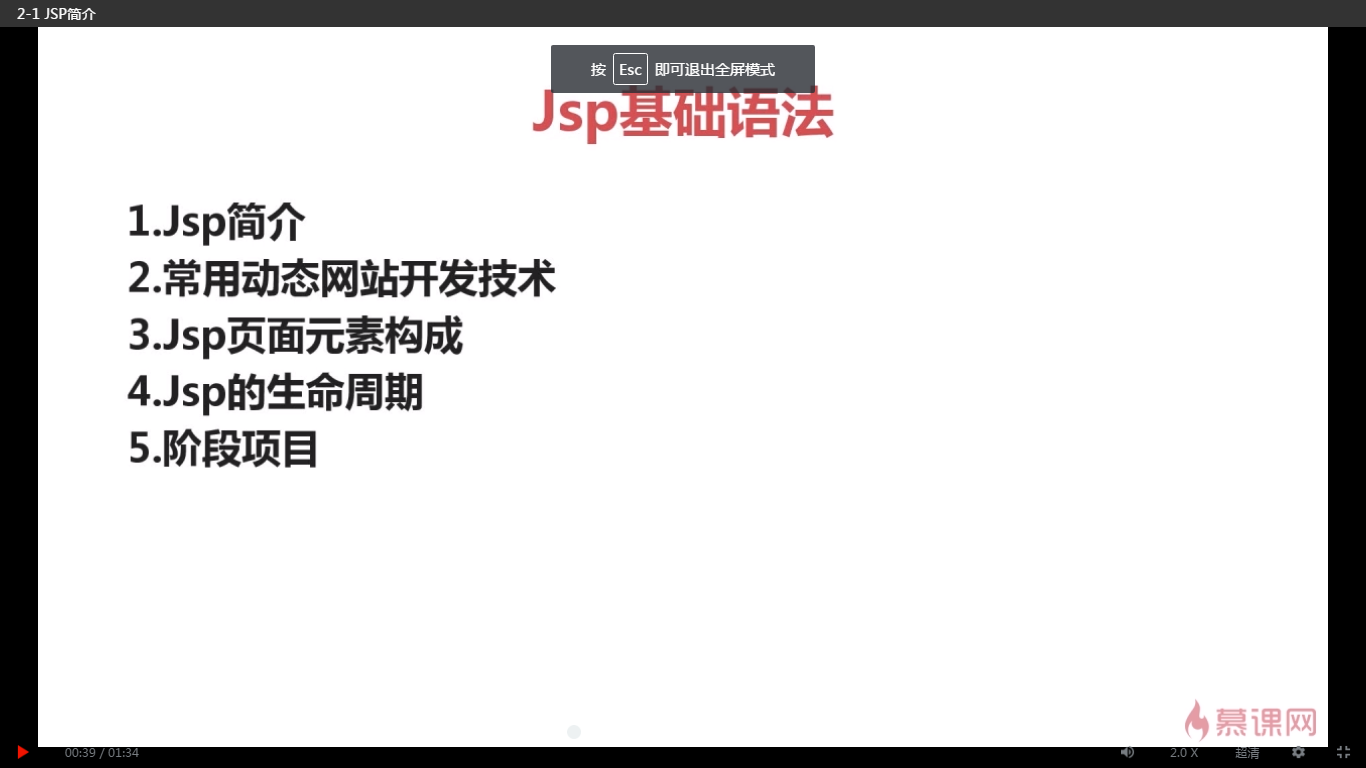 2-1 JSP简介
按 Esc 即可退出全屏模式
Jsp基础语法
1.Jsp简介
2.常用动态网站开发技术
3.Jsp页面元素构成
4.Jsp的生命周期
5.阶段项目
慕课网
00:39 / 01:34
2.0 X
超清